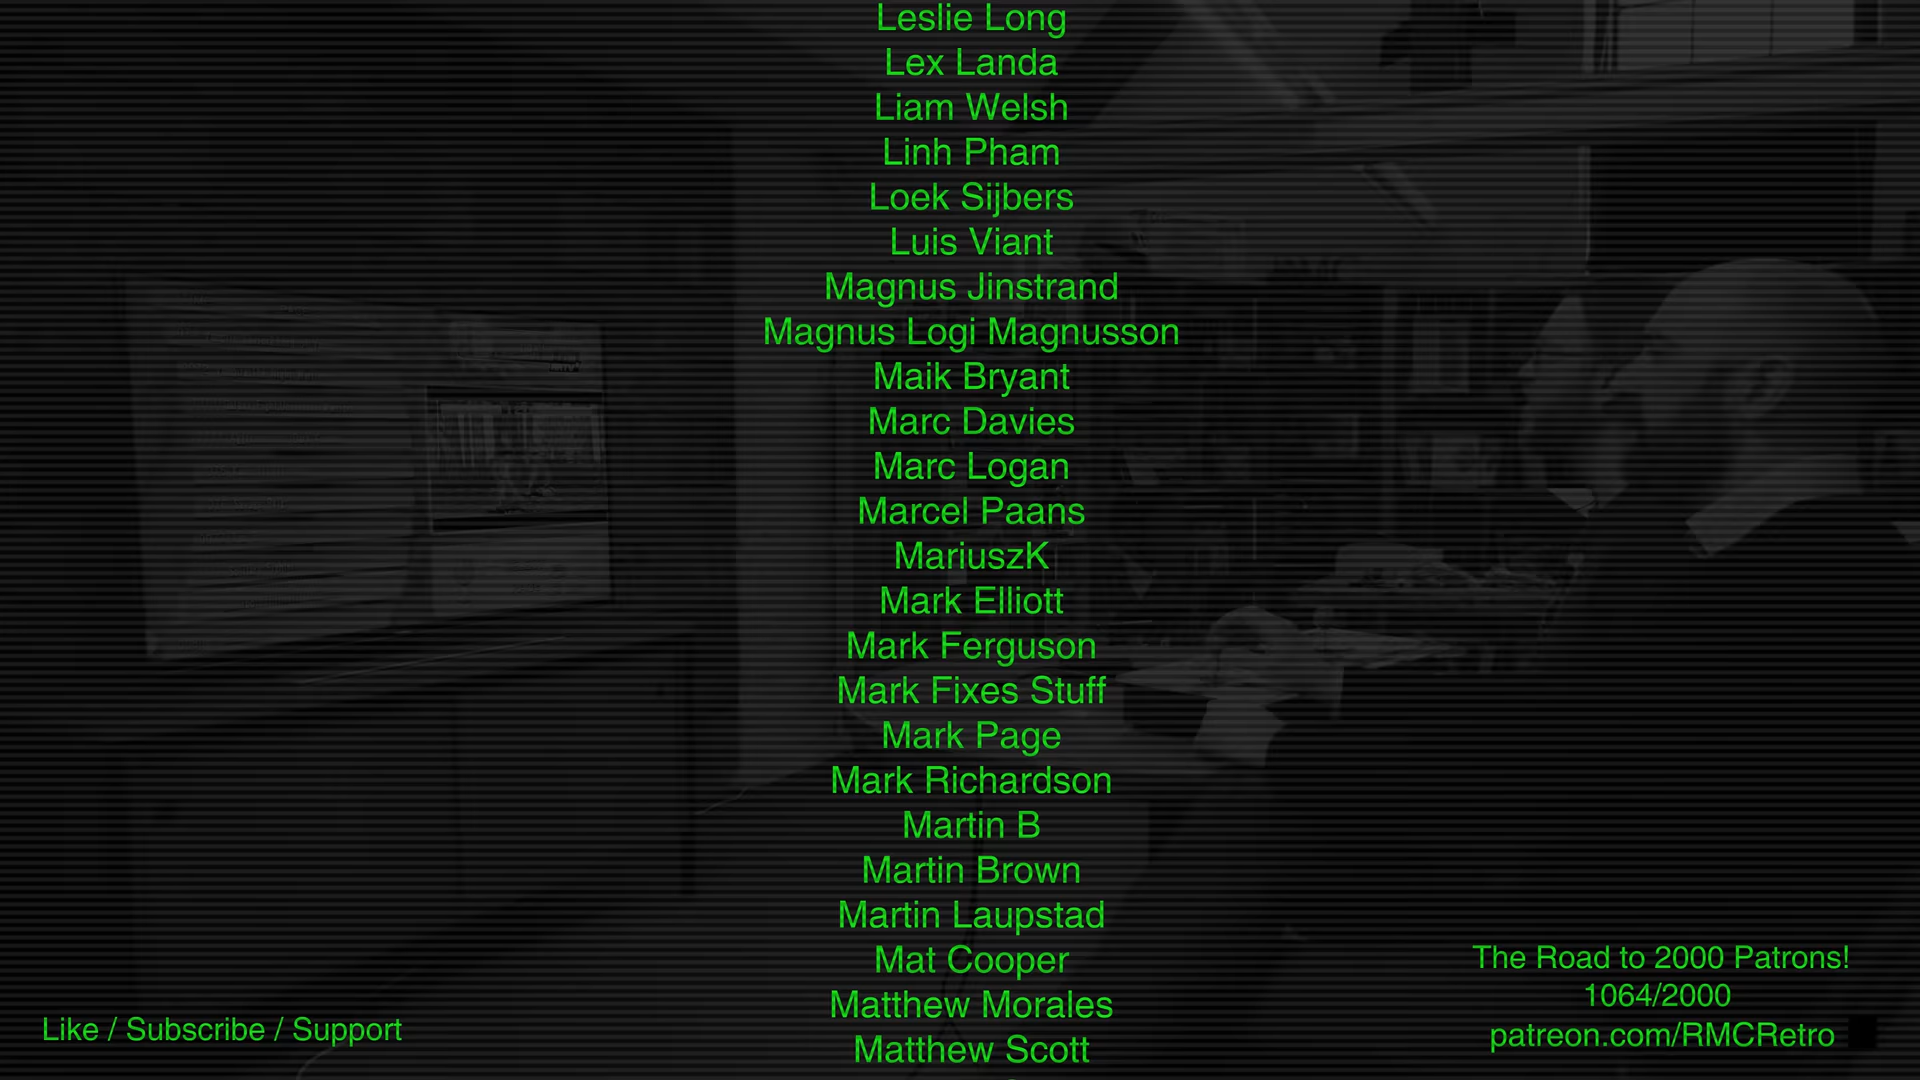 Leslie Long
Lex Landa
Liam Welsh
Linh Pham
Loek Sijbers
Luis Viant
Magnus Jinstrand
Magnus Logi Magnusson
Maik Bryant
Marc Davies
Marc Logan
Marcel Paans
MariuszK
Mark Elliott
Mark Ferguson
Mark Fixes Stuff
Mark Page
Mark Richardson
Martin B
Martin Brown
Martin Laupstad
Mat Cooper
Matthew Morales
Matthew Scott
Like / Subscribe / Support
The Road to 2000 Patrons!
1064/2000
patreon.com/RMCRetro